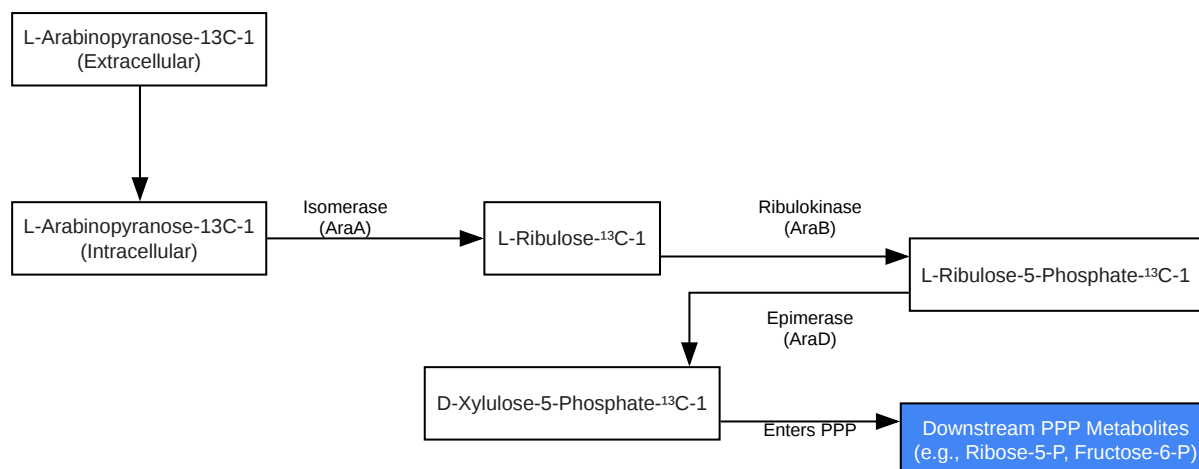 L-Arabinopyranose-13C-1
(Extracellular)
L-Arabinopyranose-13C-1
(Intracellular)
Isomerase
(AraA)
L-Ribulose-¹³C-1
Ribulokinase
(AraB)
L-Ribulose-5-Phosphate-¹³C-1
Epimerase
(AraD)
D-Xylulose-5-Phosphate-¹³C-1
Enters PPP
Downstream PPP Metabolites
(e.g., Ribose-5-P, Fructose-6-P)